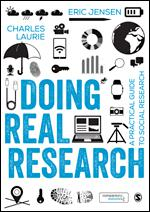 CHARLES LAURIE
ERIC JENSEN
DOING
REAL
RESEARCH
A PRACTICAL GUIDE
TO SOCIAL RESEARCH
SAGE